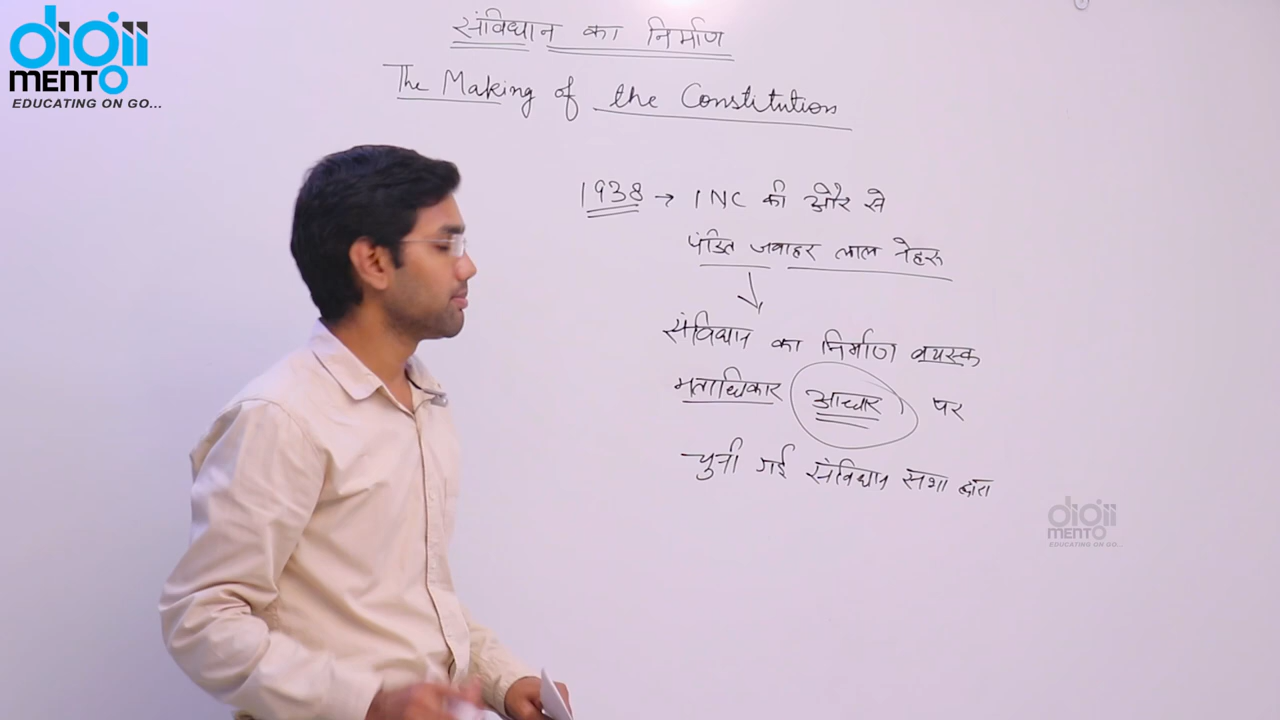 digii
MENTO
EDUCATING ON GO...
संविधान का निर्माण
The Making of the Constitution
1938 → INC की और से
पंडित जवाहर लाल नेहरू
संविधान का निर्माण वयस्क
मताधिकार आधार पर
चुनी गई संविधान सभा द्वारा
digii
MENTO
EDUCATING ON GO...